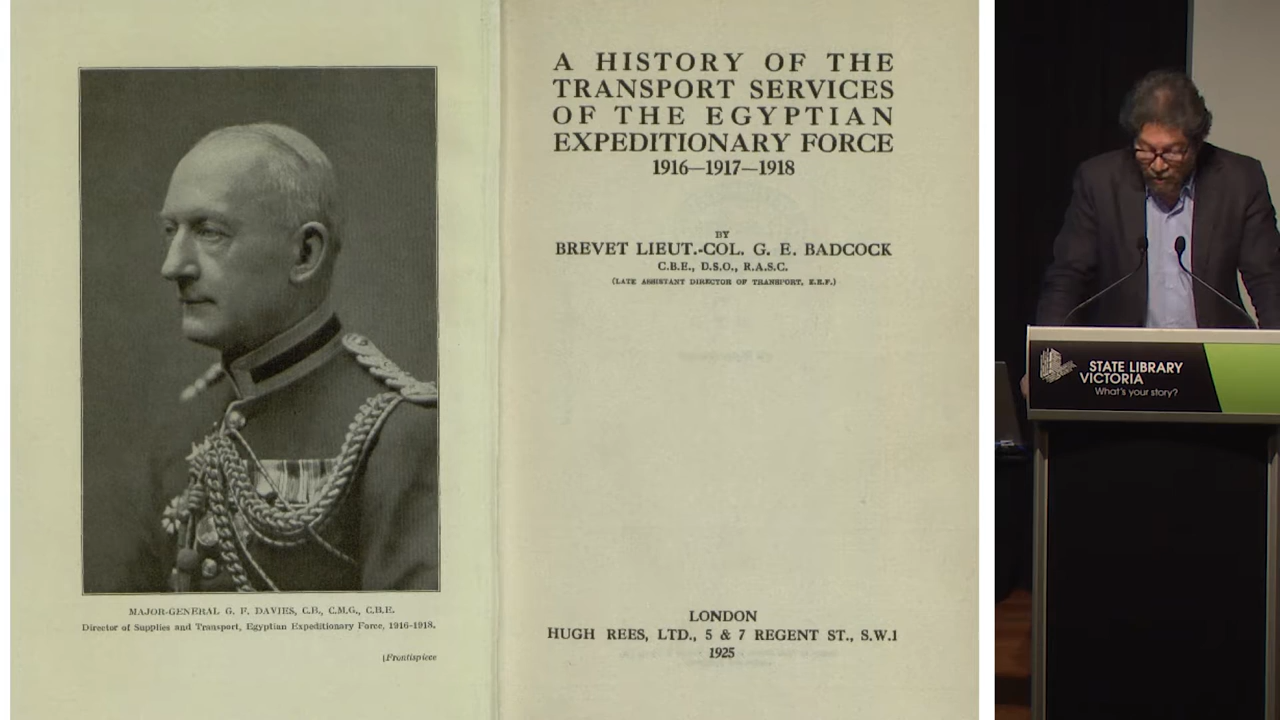 MAJOR-GENERAL G. F. DAVIES, C.B., C.M.G., C.B.E.
Director of Supplies and Transport, Egyptian Expeditionary Force, 1916-1918.
[Frontispiece
A HISTORY OF THE
TRANSPORT SERVICES
OF THE EGYPTIAN
EXPEDITIONARY FORCE
1916—1917—1918
BY
BREVET LIEUT.-COL. G. E. BADCOCK
C.B.E., D.S.O., R.A.S.C.
(LATE ASSISTANT DIRECTOR OF TRANSPORT, E.E.F.)
LONDON
HUGH REES, LTD., 5 & 7 REGENT ST., S.W.1
1925
STATE LIBRARY
VICTORIA
What's your story?